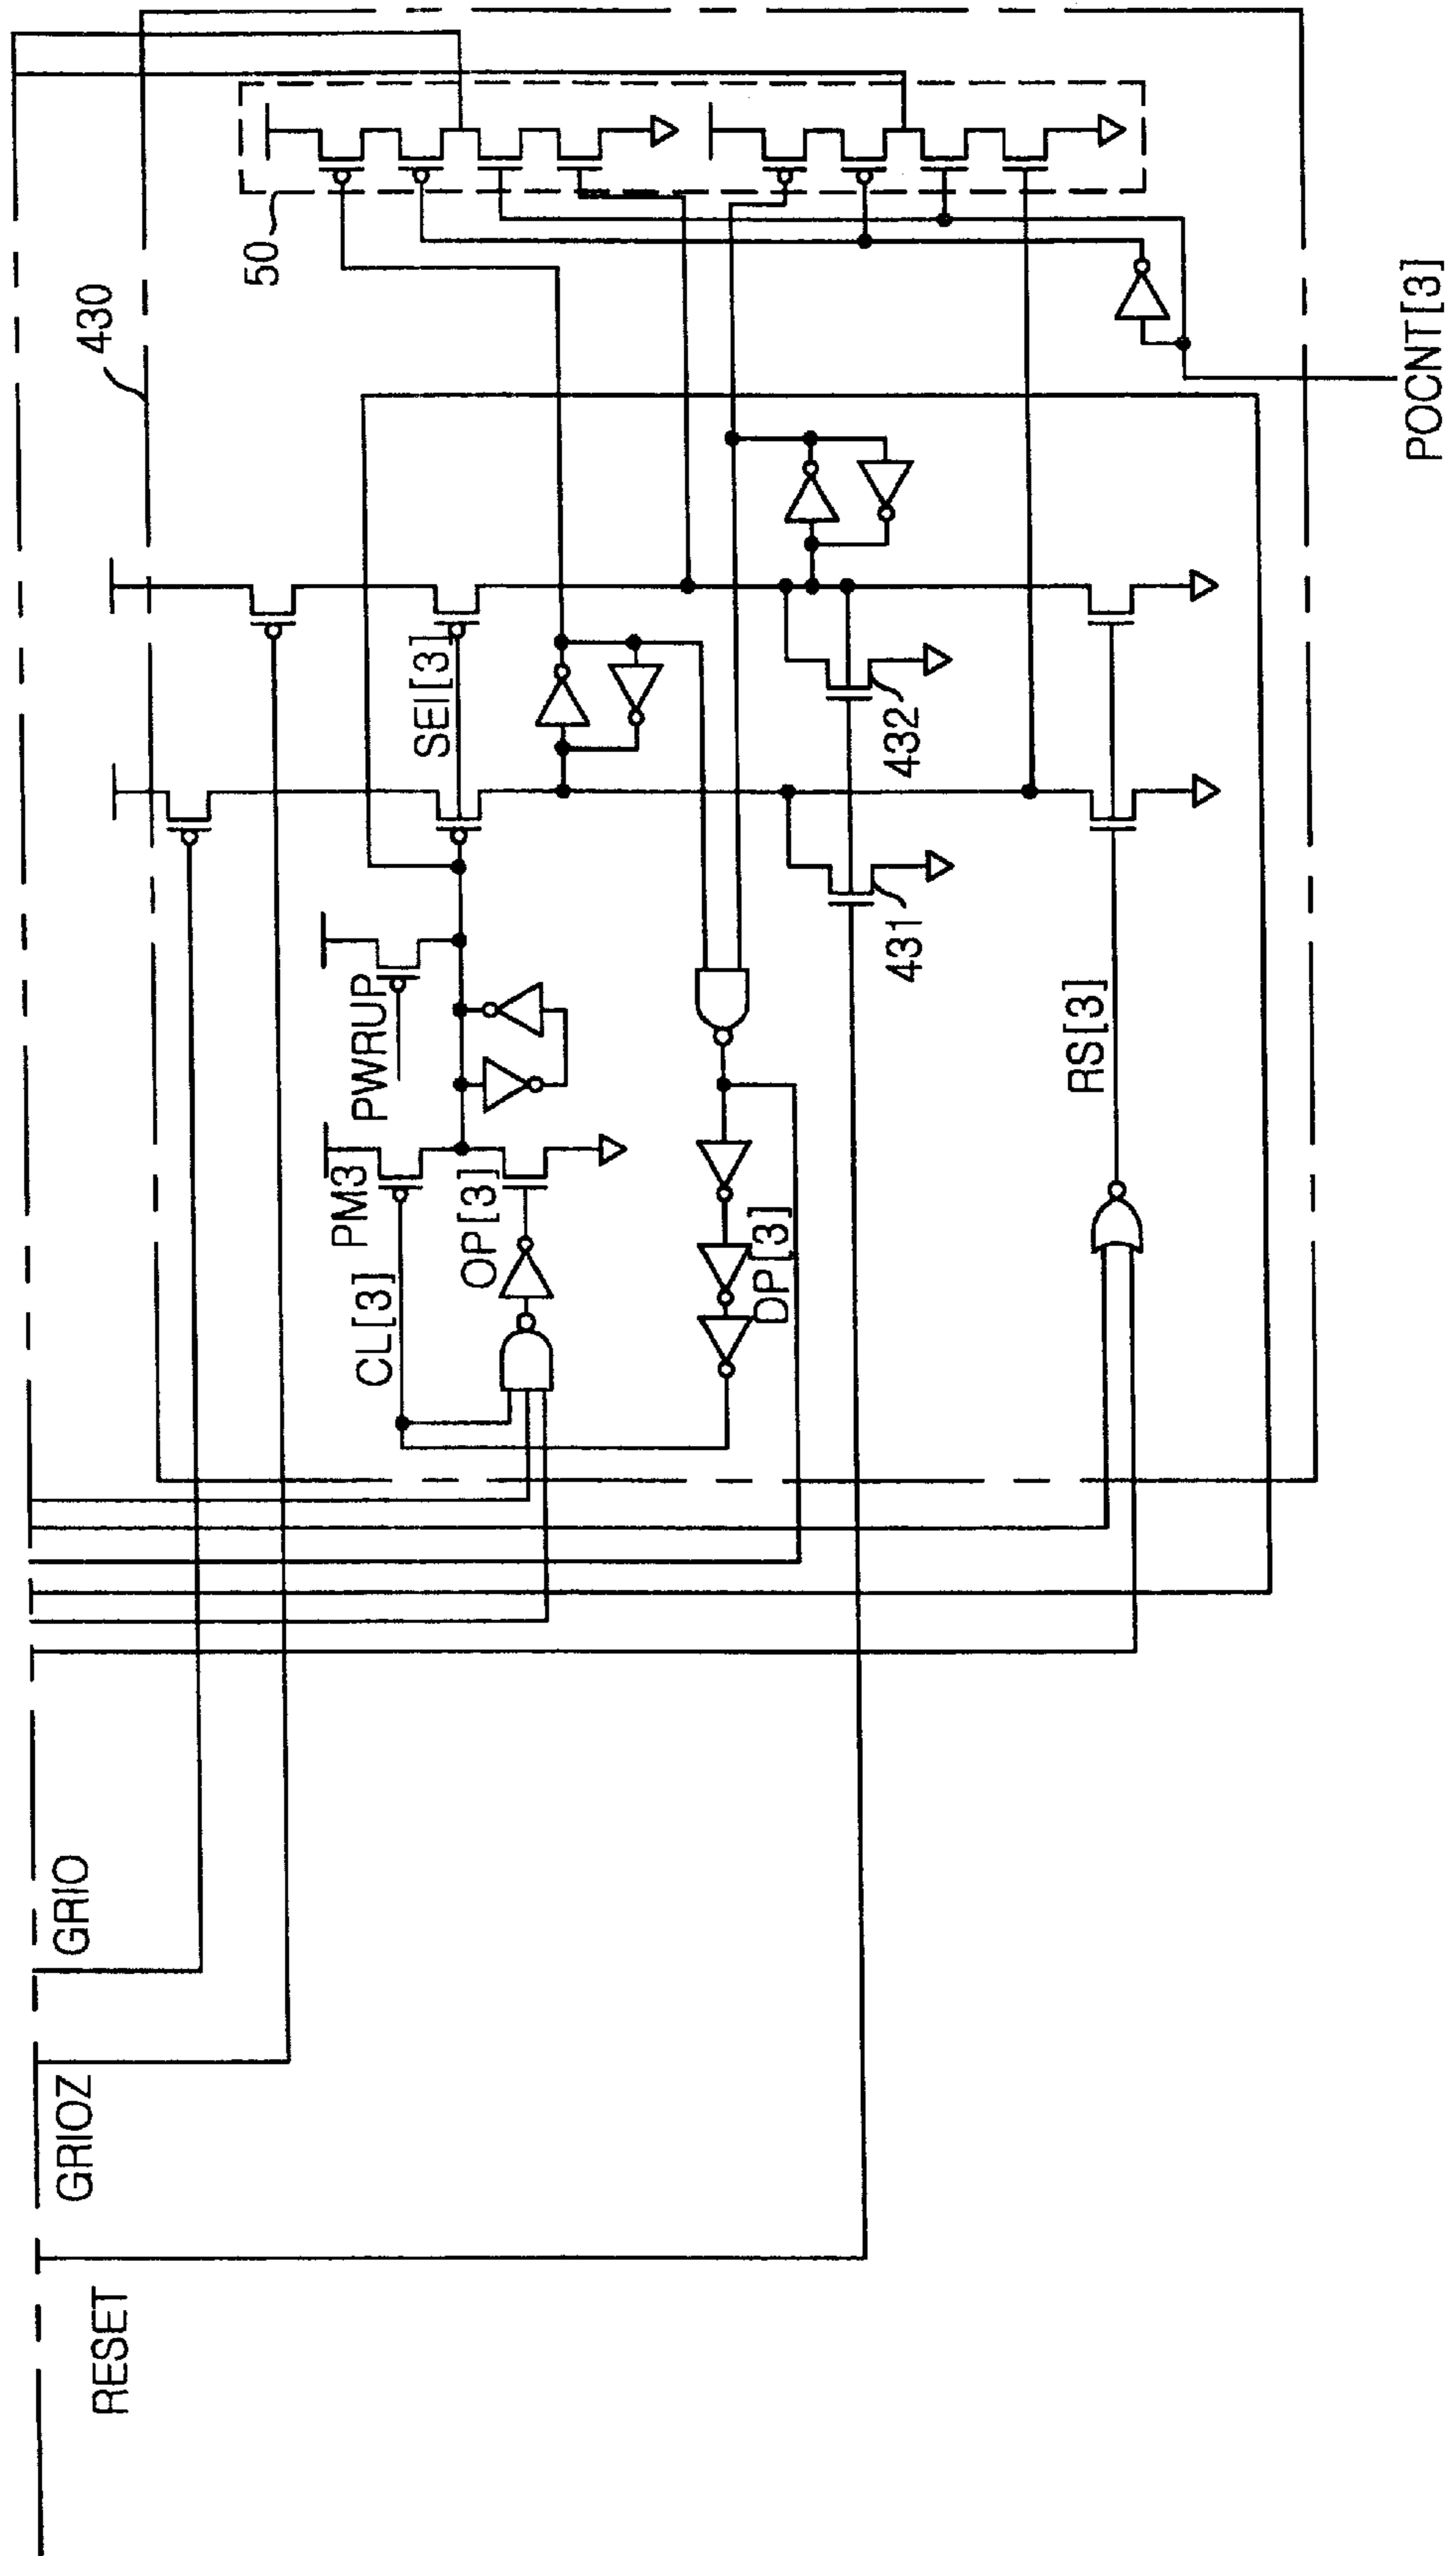 RESET
GRIOZ
GRIO
430
50
SEI[3]
PWRUP
PM3
CL[3]
OP[3]
DP[3]
432
431
RS[3]
POCNT[3]